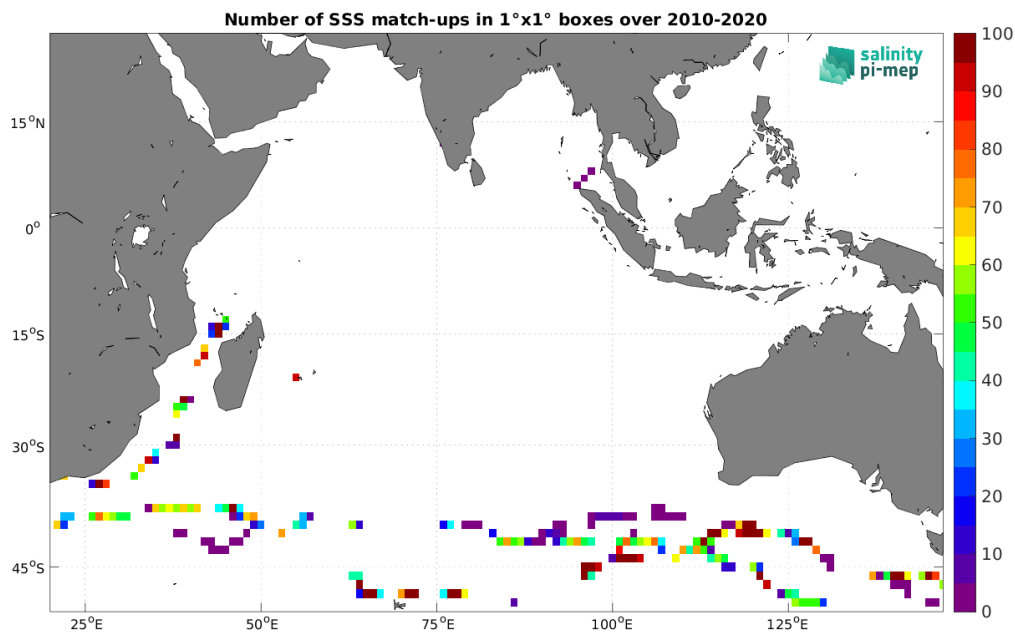 Number of SSS match-ups in 1°x1° boxes over 2010-2020
salinity
pi-mep
100
90
80
70
60
50
40
30
20
10
0
15°N
0°
15°S
30°S
45°S
25°E
50°E
75°E
100°E
125°E